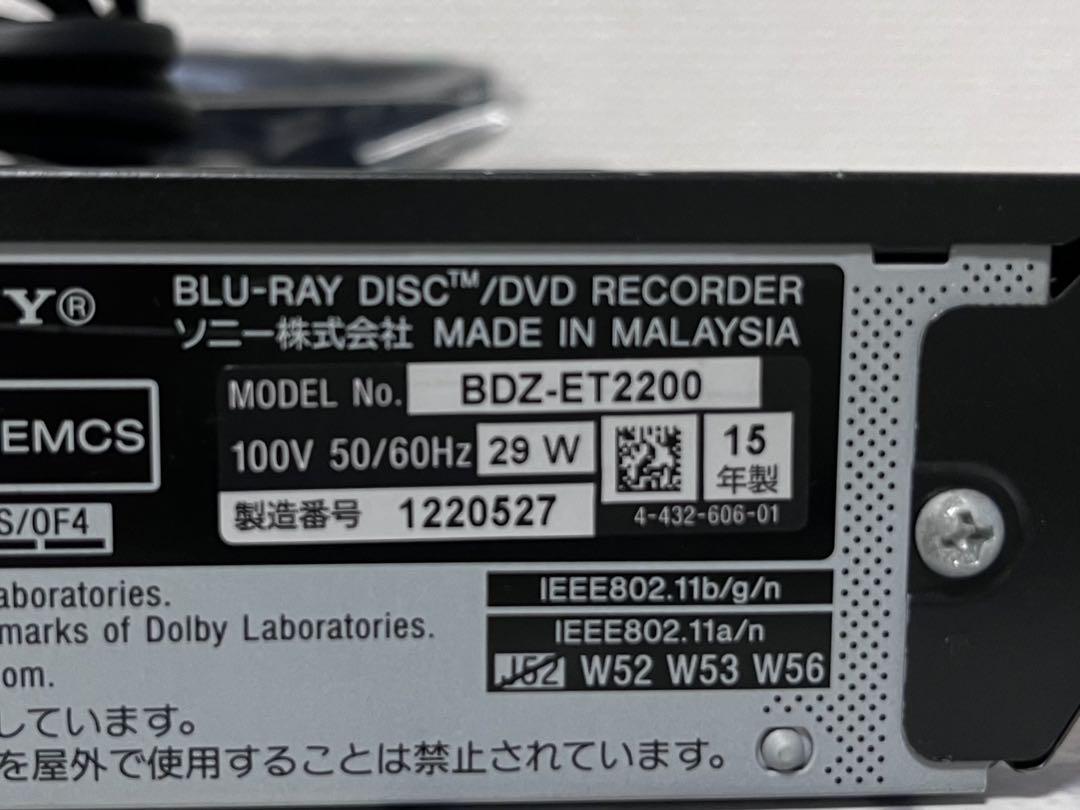 Y®
BLU-RAY DISC™/DVD RECORDER
ソニー株式会社 MADE IN MALAYSIA
EMCS
MODEL No. BDZ-ET2200
100V 50/60Hz 29 W
15
年製
製造番号 1220527
4-432-606-01
S/0F4
aboratories.
marks of Dolby Laboratories.
om.
しています。
を屋外で使用することは禁止されています。
IEEE802.11b/g/n
IEEE802.11a/n
J52 W52 W53 W56